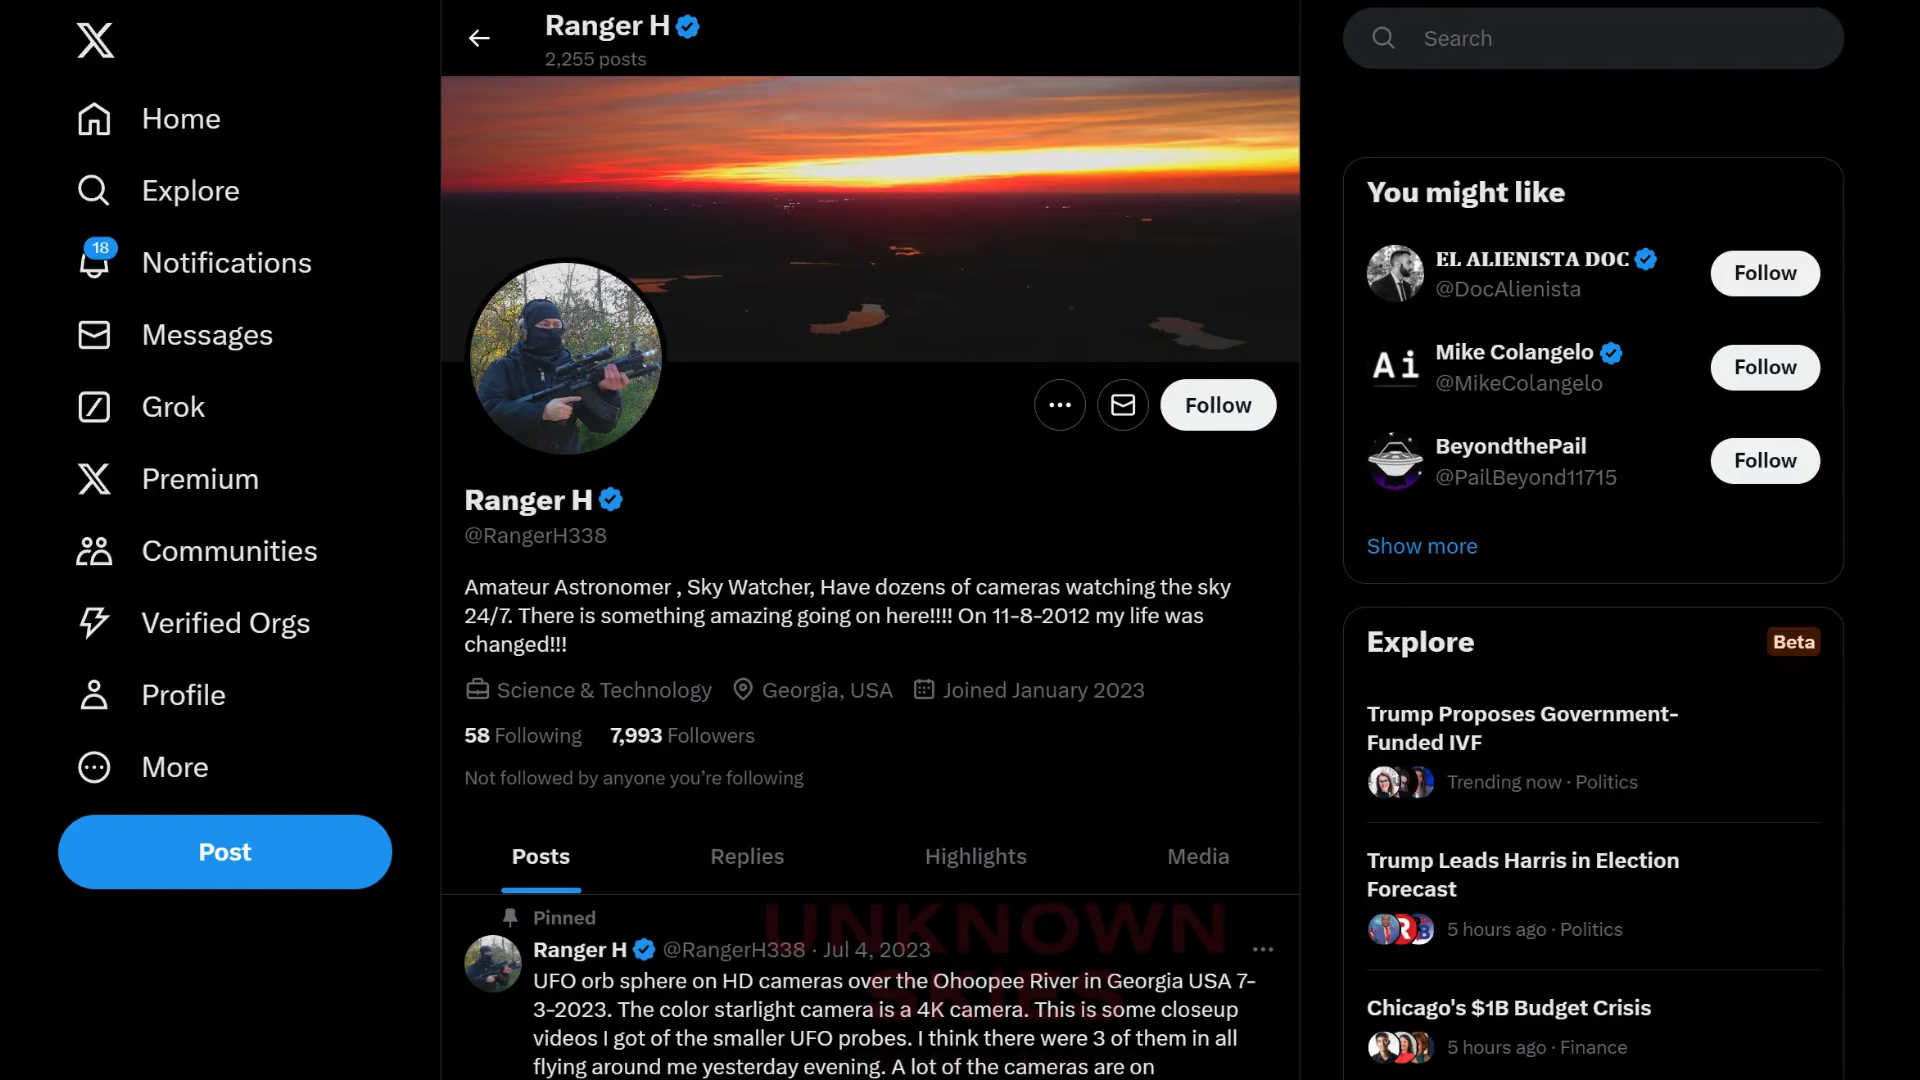 Home
Explore
18
Notifications
Messages
Grok
Premium
Communities
Verified Orgs
Profile
More
Post
Ranger H
2,255 posts
Follow
Ranger H
@RangerH338
Amateur Astronomer , Sky Watcher, Have dozens of cameras watching the sky
24/7. There is something amazing going on here!!!! On 11-8-2012 my life was
changed!!!
Science & Technology Georgia, USA Joined January 2023
58 Following 7,993 Followers
Not followed by anyone you’re following
Posts Replies Highlights Media
Pinned
Ranger H @RangerH338 · Jul 4, 2023
UFO orb sphere on HD cameras over the Ohoopee River in Georgia USA 7-
3-2023. The color starlight camera is a 4K camera. This is some closeup
videos I got of the smaller UFO probes. I think there were 3 of them in all
flying around me yesterday evening. A lot of the cameras are on
UNKNOWN
SKIES
Search
You might like
EL ALIENISTA DOC
@DocAlienista
Follow
Ai
Mike Colangelo
@MikeColangelo
Follow
BeyondthePail
@PailBeyond11715
Follow
Show more
Explore
Beta
Trump Proposes Government-
Funded IVF
Trending now · Politics
Trump Leads Harris in Election
Forecast
5 hours ago · Politics
Chicago's $1B Budget Crisis
5 hours ago · Finance